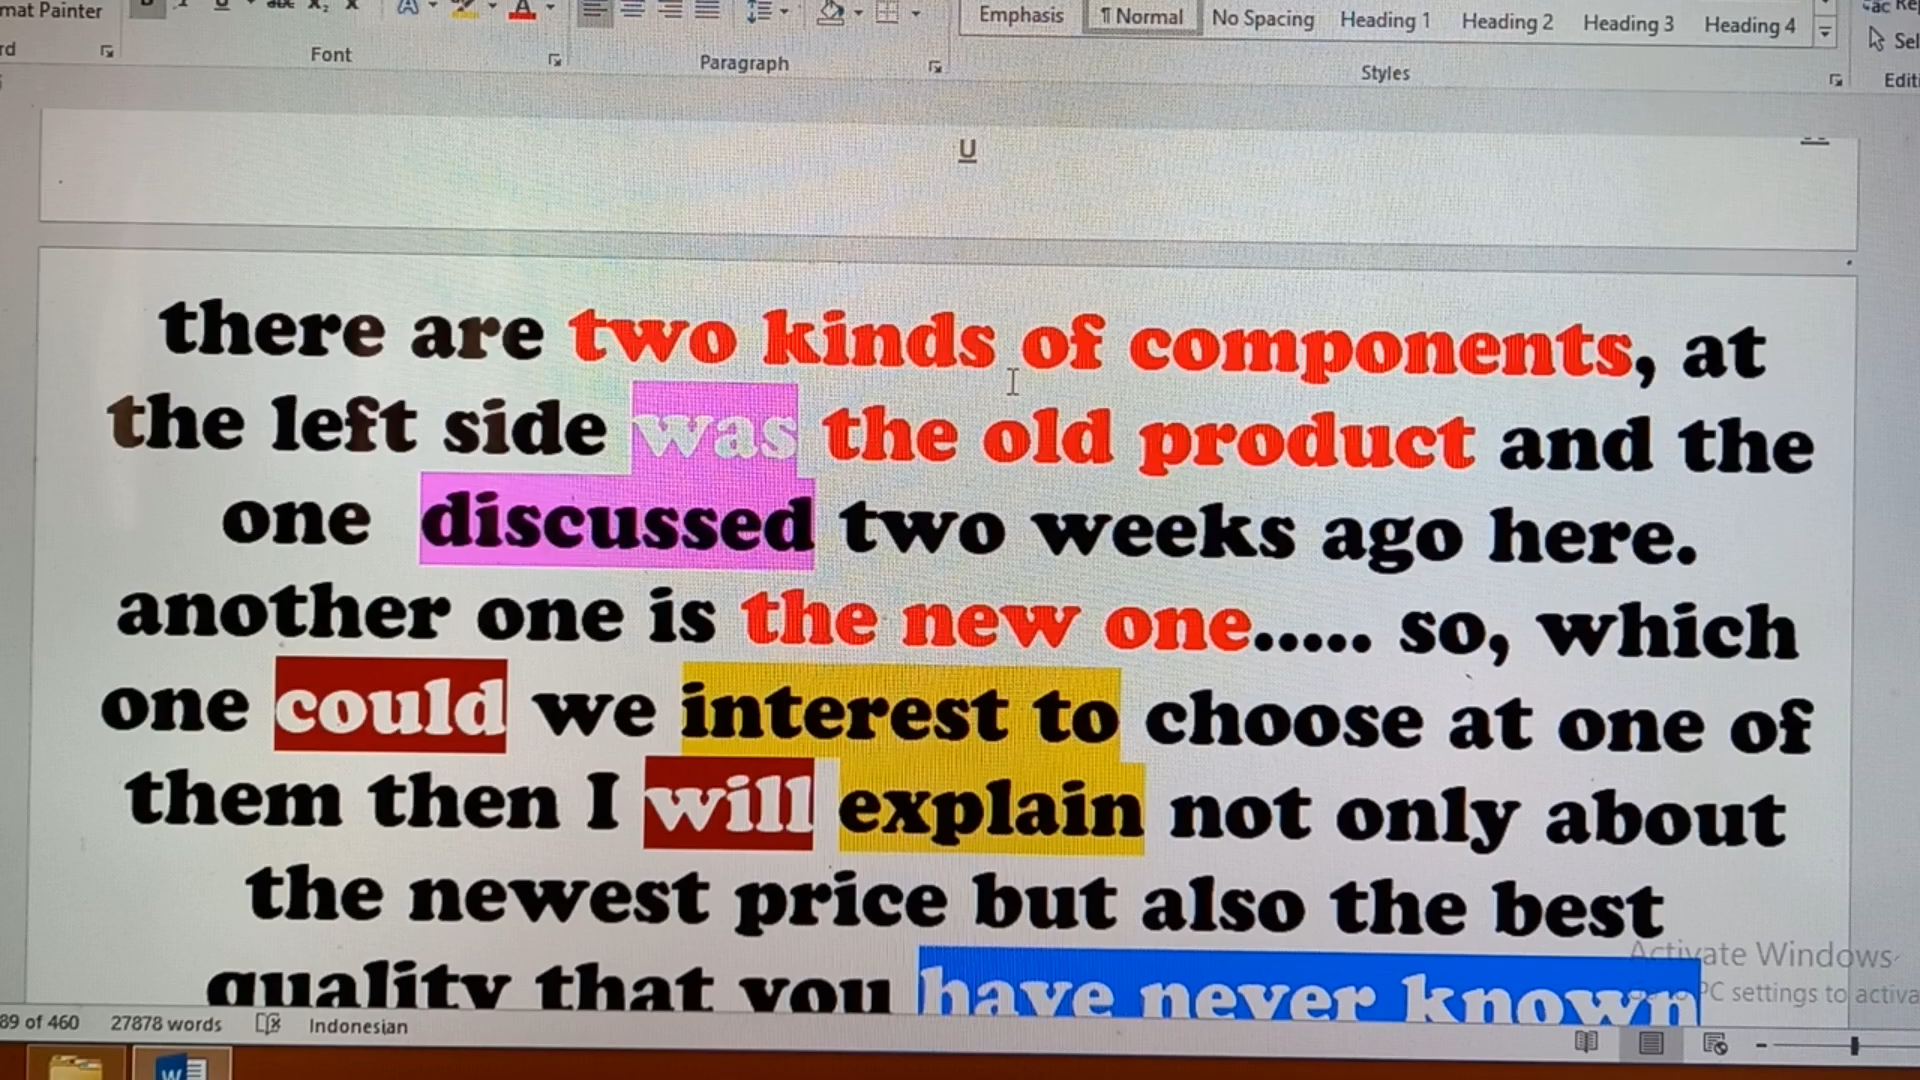 mat Painter
Emphasis ¶ Normal No Spacing Heading 1 Heading 2 Heading 3 Heading 4
Font Paragraph Styles
U
there are two kinds of components, at
the left side was the old product and the
one discussed two weeks ago here.
another one is the new one..... so, which
one could we interest to choose at one of
them then I will explain not only about
the newest price but also the best
quality that you have never known
Activate Windows
PC settings to activa
89 of 460 27878 words Indonesian